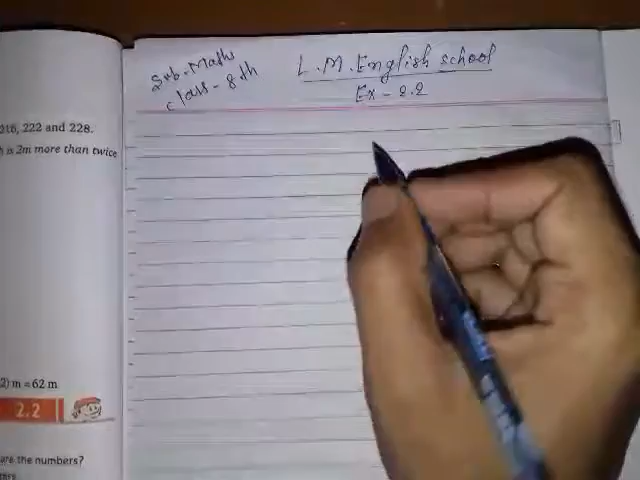 L.M. English school
Sub. Maths
Class - 8th
Ex - 2.2
216, 222 and 228.
h is 2m more than twice
2) m = 62 m
2.2
are the numbers?